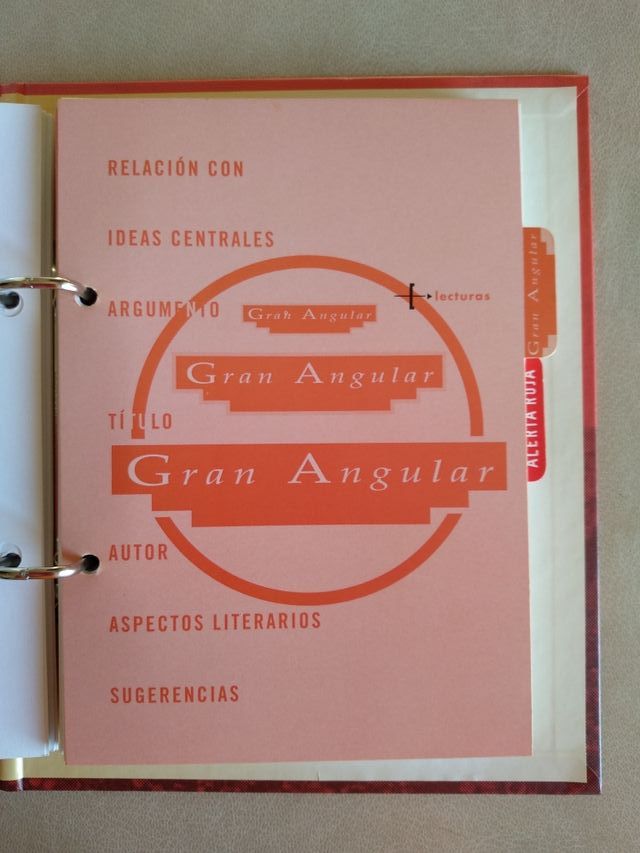 RELACIÓN CON
IDEAS CENTRALES
lecturas
ARGUMENTO
Gran Angular
Gran Angular
TÍTULO
Gran Angular
AUTOR
ASPECTOS LITERARIOS
SUGERENCIAS
Gran Angular
ALERTA ROJA